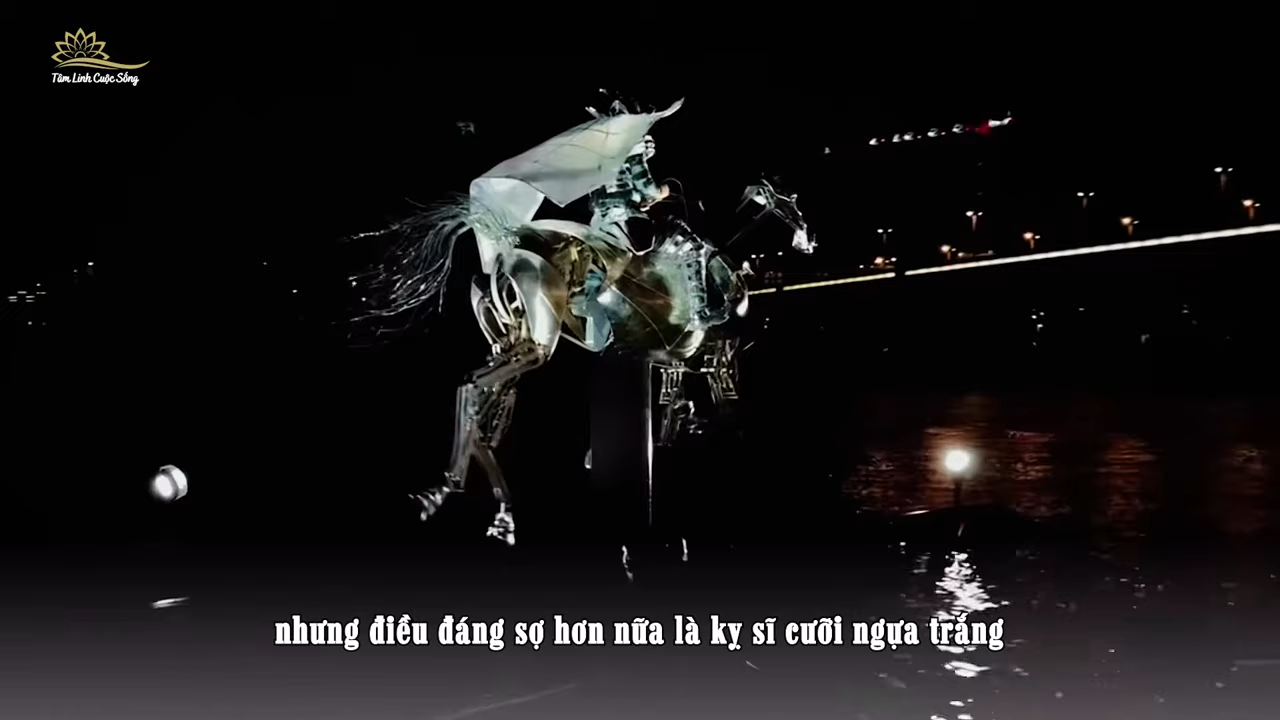 Tâm Linh Cuộc Sống
nhưng điều đáng sợ hơn nữa là kỵ sĩ cưỡi ngựa trắng